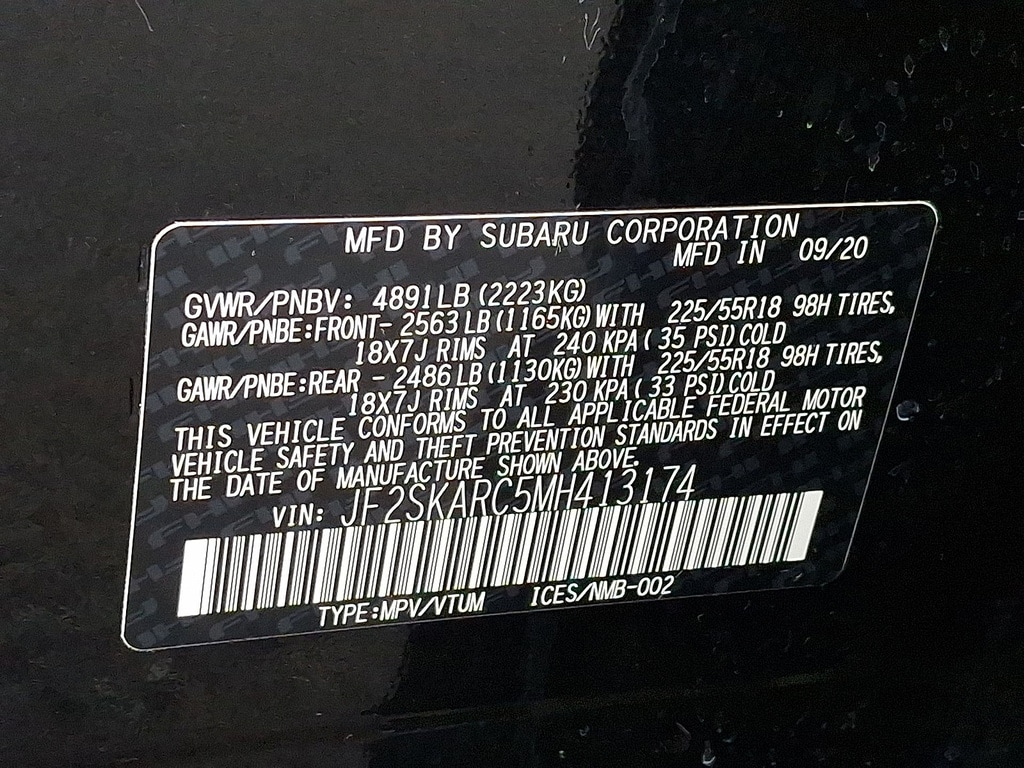 MFD BY SUBARU CORPORATION
MFD IN 09/20
GVWR/PNBV: 4891LB (2223KG)
GAWR/PNBE:FRONT- 2563LB(1165KG)WITH 225/55R18 98H TIRES,
18X7J RIMS AT 240 KPA( 35 PSI) COLD
GAWR/PNBE:REAR - 2486LB(1130KG)WITH 225/55R18 98H TIRES,
18X7J RIMS AT 230 KPA( 33 PSI) COLD
THIS VEHICLE CONFORMS TO ALL APPLICABLE FEDERAL MOTOR
VEHICLE SAFETY AND THEFT PREVENTION STANDARDS IN EFFECT ON
THE DATE OF MANUFACTURE SHOWN ABOVE.
VIN: JF2SKARC5MH413174
TYPE:MPV/VTUM ICES/NMB-002